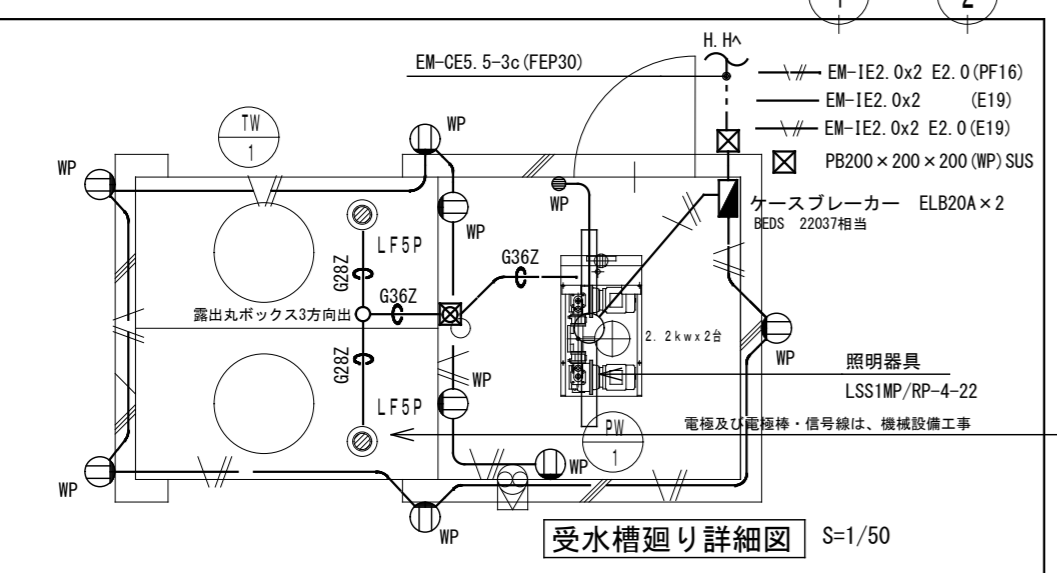 1
2
H.Hへ
EM-CE5.5-3c(FEP30)
EM-IE2.0x2 E2.0(PF16)
EM-IE2.0x2 (E19)
EM-IE2.0x2 E2.0(E19)
PB200×200×200(WP)SUS
ケースブレーカー ELB20A×2
BEDS 22037相当
TW
1
WP
WP
WP
WP
LF5P
G28Z
G36Z
G36Z
露出丸ボックス3方向出
2.2kwx2台
WP
照明器具
LSS1MP/RP-4-22
G28Z
WP
LF5P
電極及び電極棒・信号線は、機械設備工事
PW
1
WP
WP
WP
受水槽廻り詳細図 S=1/50